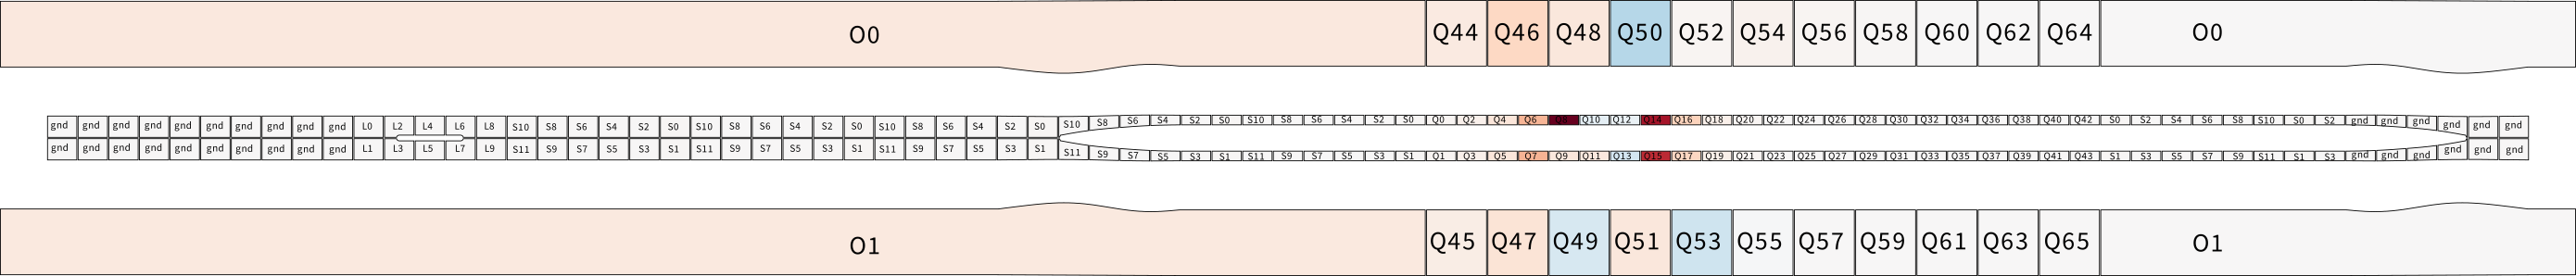 O0 Q44 Q46 Q48 Q50 Q52 Q54 Q56 Q58 Q60 Q62 Q64 O0
gnd gnd gnd gnd gnd gnd gnd gnd gnd gnd L0 L2 L4 L6 L8 S10 S8 S6 S4 S2 S0 S10 S8 S6 S4 S2 S0 S10 S8 S6 S4 S2 S0 S10 S8 S6 S4 S2 S0 S10 S8 S6 S4 S2 S0 Q0 Q2 Q4 Q6 Q8 Q10 Q12 Q14 Q16 Q18 Q20 Q22 Q24 Q26 Q28 Q30 Q32 Q34 Q36 Q38 Q40 Q42 S0 S2 S4 S6 S8 S10 S0 S2 gnd gnd gnd gnd gnd gnd
gnd gnd gnd gnd gnd gnd gnd gnd gnd gnd L1 L3 L5 L7 L9 S11 S9 S7 S5 S3 S1 S11 S9 S7 S5 S3 S1 S11 S9 S7 S5 S3 S1 S11 S9 S7 S5 S3 S1 S11 S9 S7 S5 S3 S1 Q1 Q3 Q5 Q7 Q9 Q11 Q13 Q15 Q17 Q19 Q21 Q23 Q25 Q27 Q29 Q31 Q33 Q35 Q37 Q39 Q41 Q43 S1 S3 S5 S7 S9 S11 S1 S3 gnd gnd gnd gnd gnd gnd
O1 Q45 Q47 Q49 Q51 Q53 Q55 Q57 Q59 Q61 Q63 Q65 O1